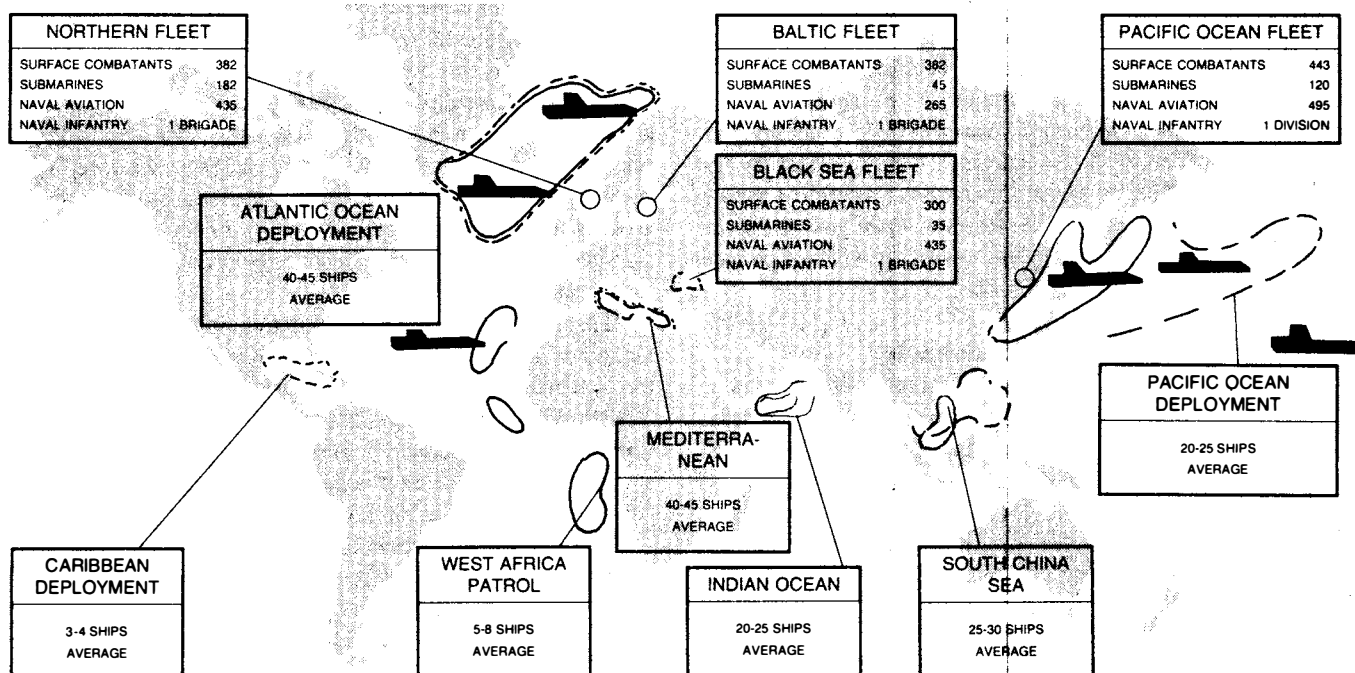 NORTHERN FLEET
SURFACE COMBATANTS 382
SUBMARINES 182
NAVAL AVIATION 435
NAVAL INFANTRY 1 BRIGADE
BALTIC FLEET
SURFACE COMBATANTS 382
SUBMARINES 45
NAVAL AVIATION 265
NAVAL INFANTRY 1 BRIGADE
PACIFIC OCEAN FLEET
SURFACE COMBATANTS 443
SUBMARINES 120
NAVAL AVIATION 495
NAVAL INFANTRY 1 DIVISION
BLACK SEA FLEET
SURFACE COMBATANTS 300
SUBMARINES 35
NAVAL AVIATION 435
NAVAL INFANTRY 1 BRIGADE
ATLANTIC OCEAN
DEPLOYMENT
40-45 SHIPS
AVERAGE
PACIFIC OCEAN
DEPLOYMENT
20-25 SHIPS
AVERAGE
MEDITERRA-
NEAN
40-45 SHIPS
AVERAGE
CARIBBEAN
DEPLOYMENT
3-4 SHIPS
AVERAGE
WEST AFRICA
PATROL
5-8 SHIPS
AVERAGE
INDIAN OCEAN
20-25 SHIPS
AVERAGE
SOUTH CHINA
SEA
25-30 SHIPS
AVERAGE